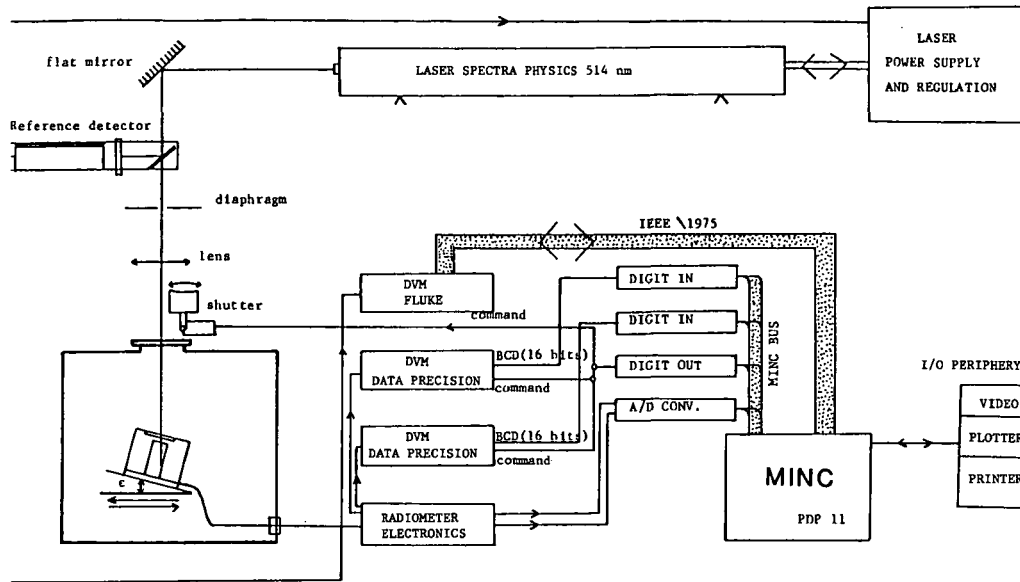 LASER
POWER SUPPLY
AND REGULATION
flat mirror
LASER SPECTRA PHYSICS 514 nm
Reference detector
diaphragm
IEEE \1975
lens
DVM
FLUKE
command
DIGIT IN
shutter
DIGIT IN
MINC BUS
DVM
DATA PRECISION
BCD(16 bits)
command
DIGIT OUT
I/O PERIPHERY
A/D CONV.
VIDEO
DVM
DATA PRECISION
BCD(16 bits)
command
PLOTTER
MINC
PDP 11
PRINTER
ε
RADIOMETER
ELECTRONICS